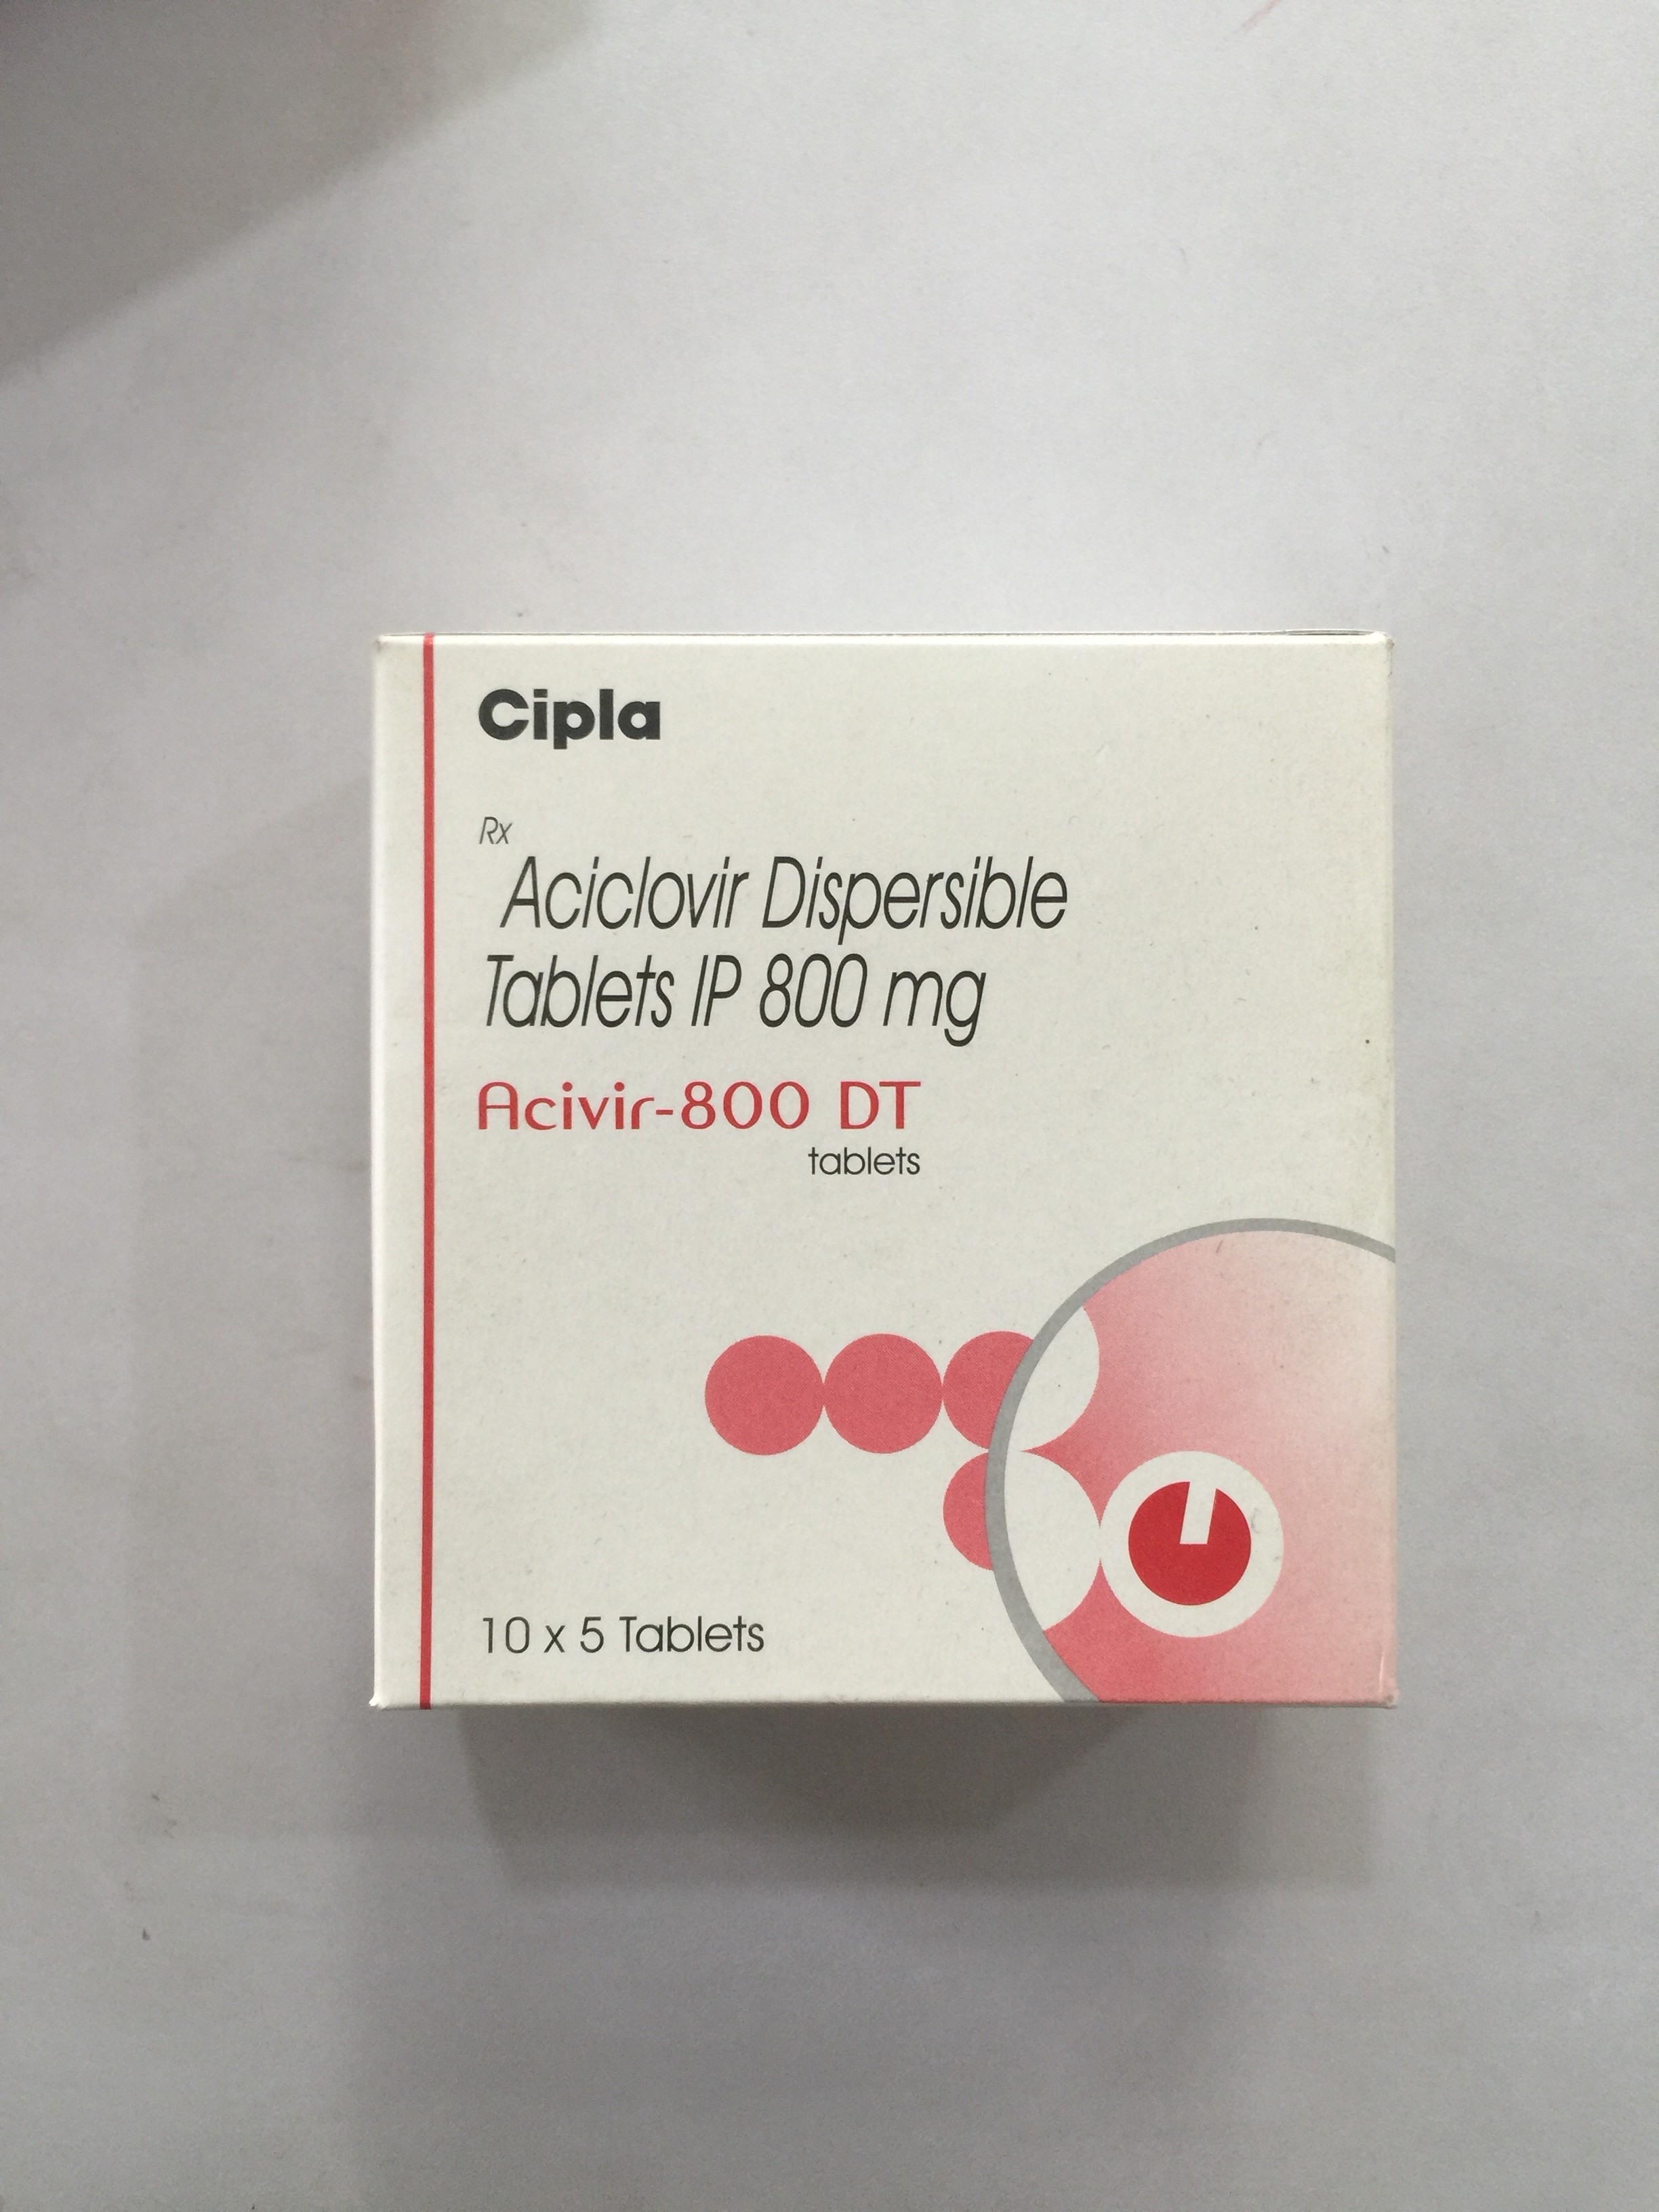 Cipla
Rx
Aciclovir Dispersible
Tablets IP 800 mg
Acivir-800 DT
tablets
10 x 5 Tablets